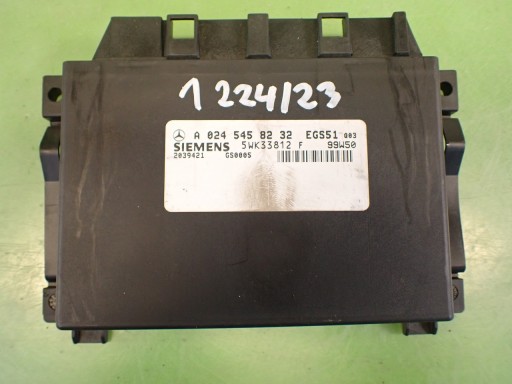 1 224/23
A 024 545 82 32 EGS51 003
SIEMENS 5WK33812 F 99W50
2039421 GS0005